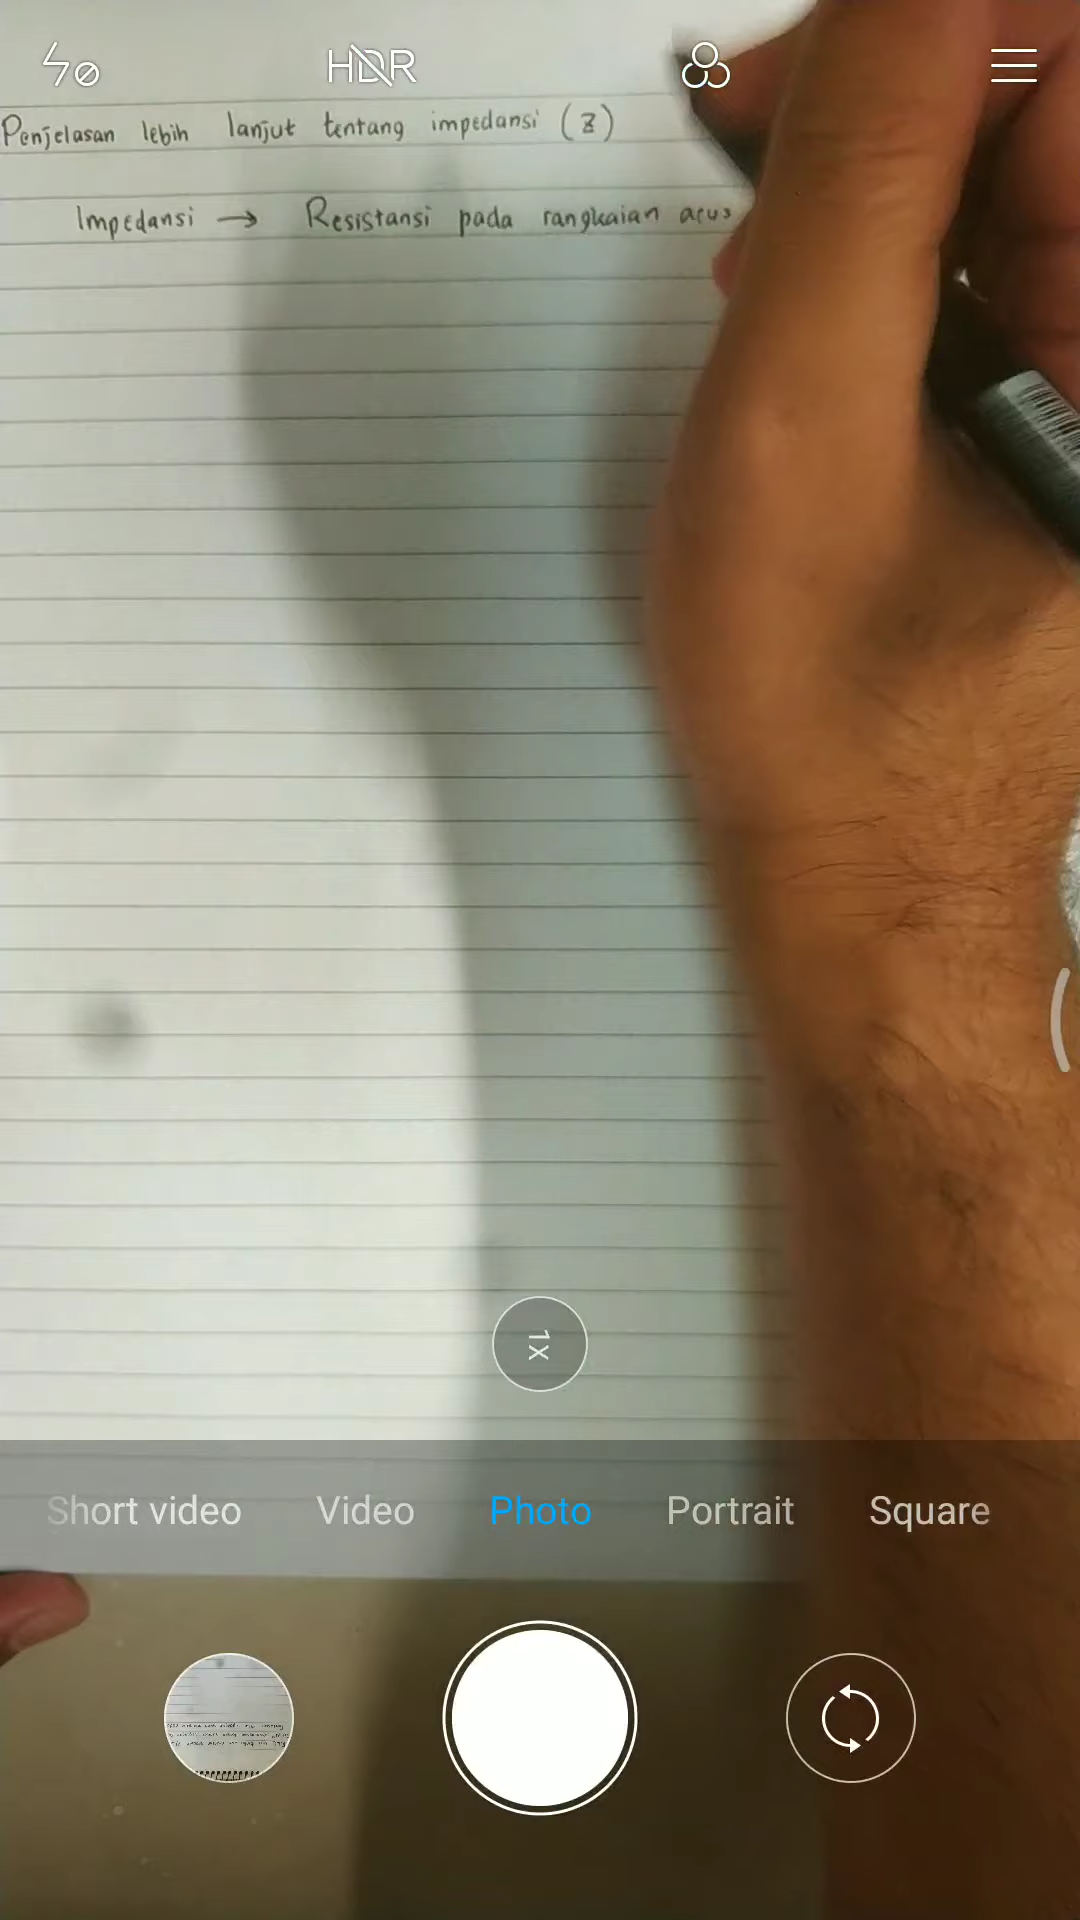 HDR
Penjelasan lebih lanjut tentang impedansi (Z)
Impedansi → Resistansi pada rangkaian arus
1X
Short video Video Photo Portrait Square